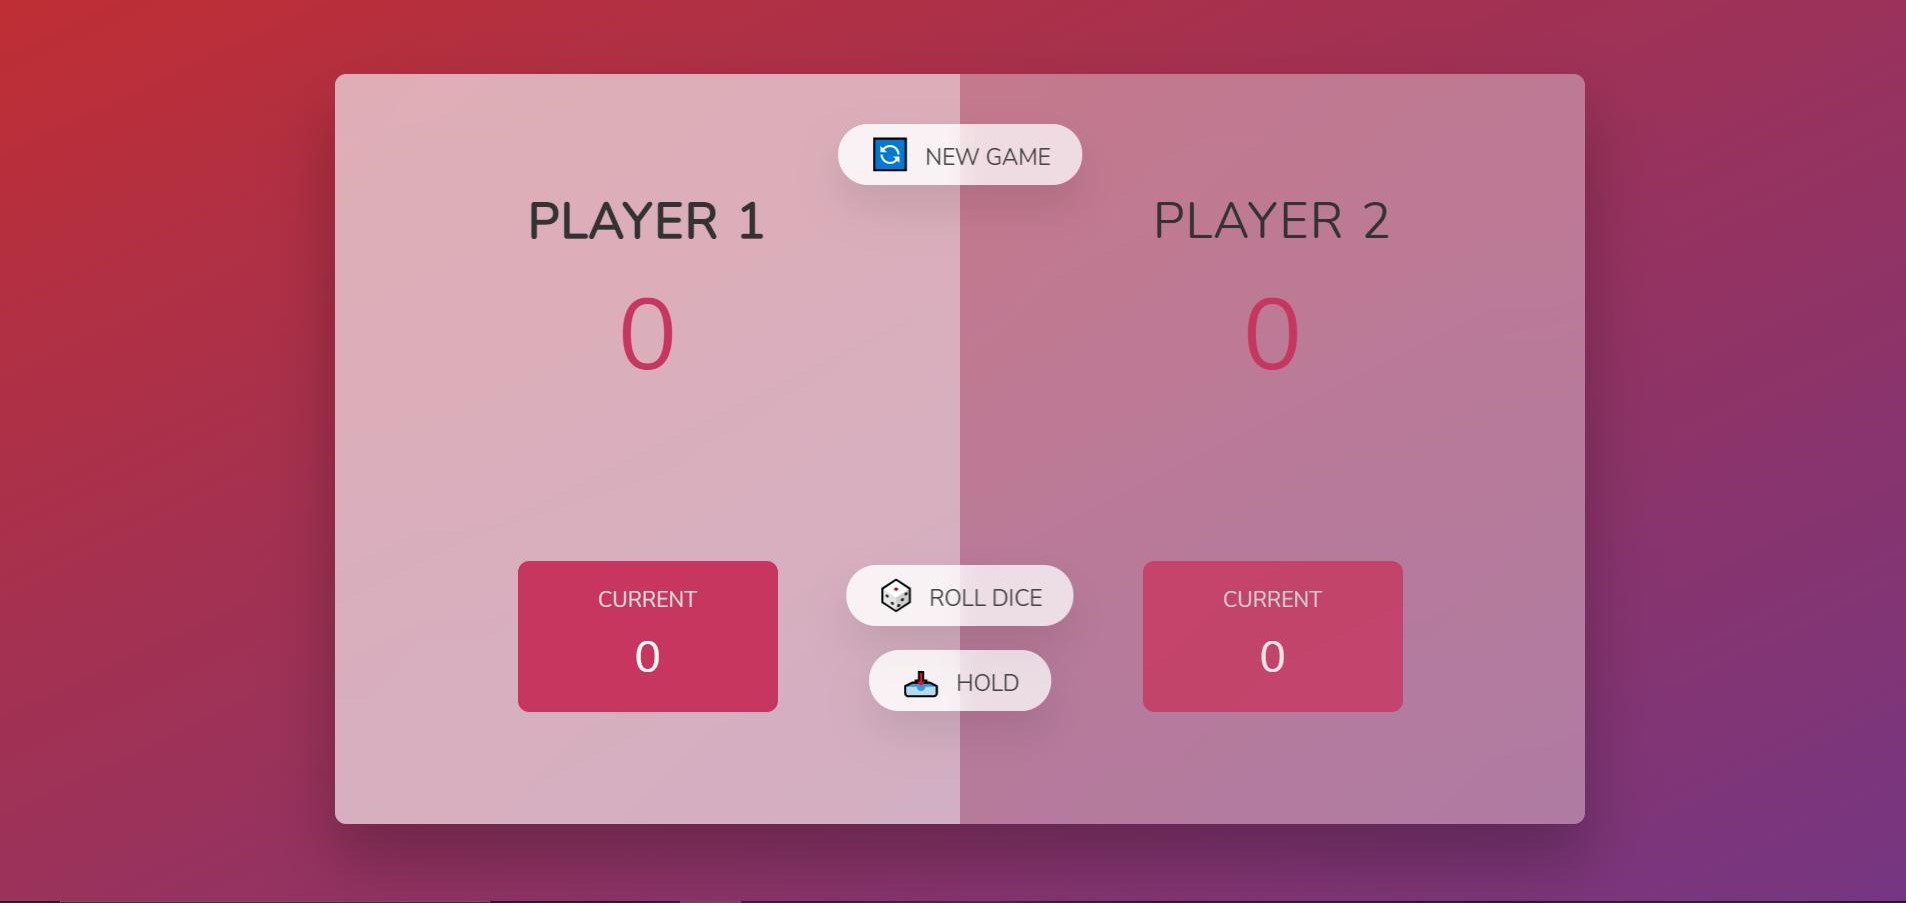 NEW GAME
PLAYER 1
0
CURRENT
0
PLAYER 2
0
CURRENT
0
ROLL DICE
HOLD